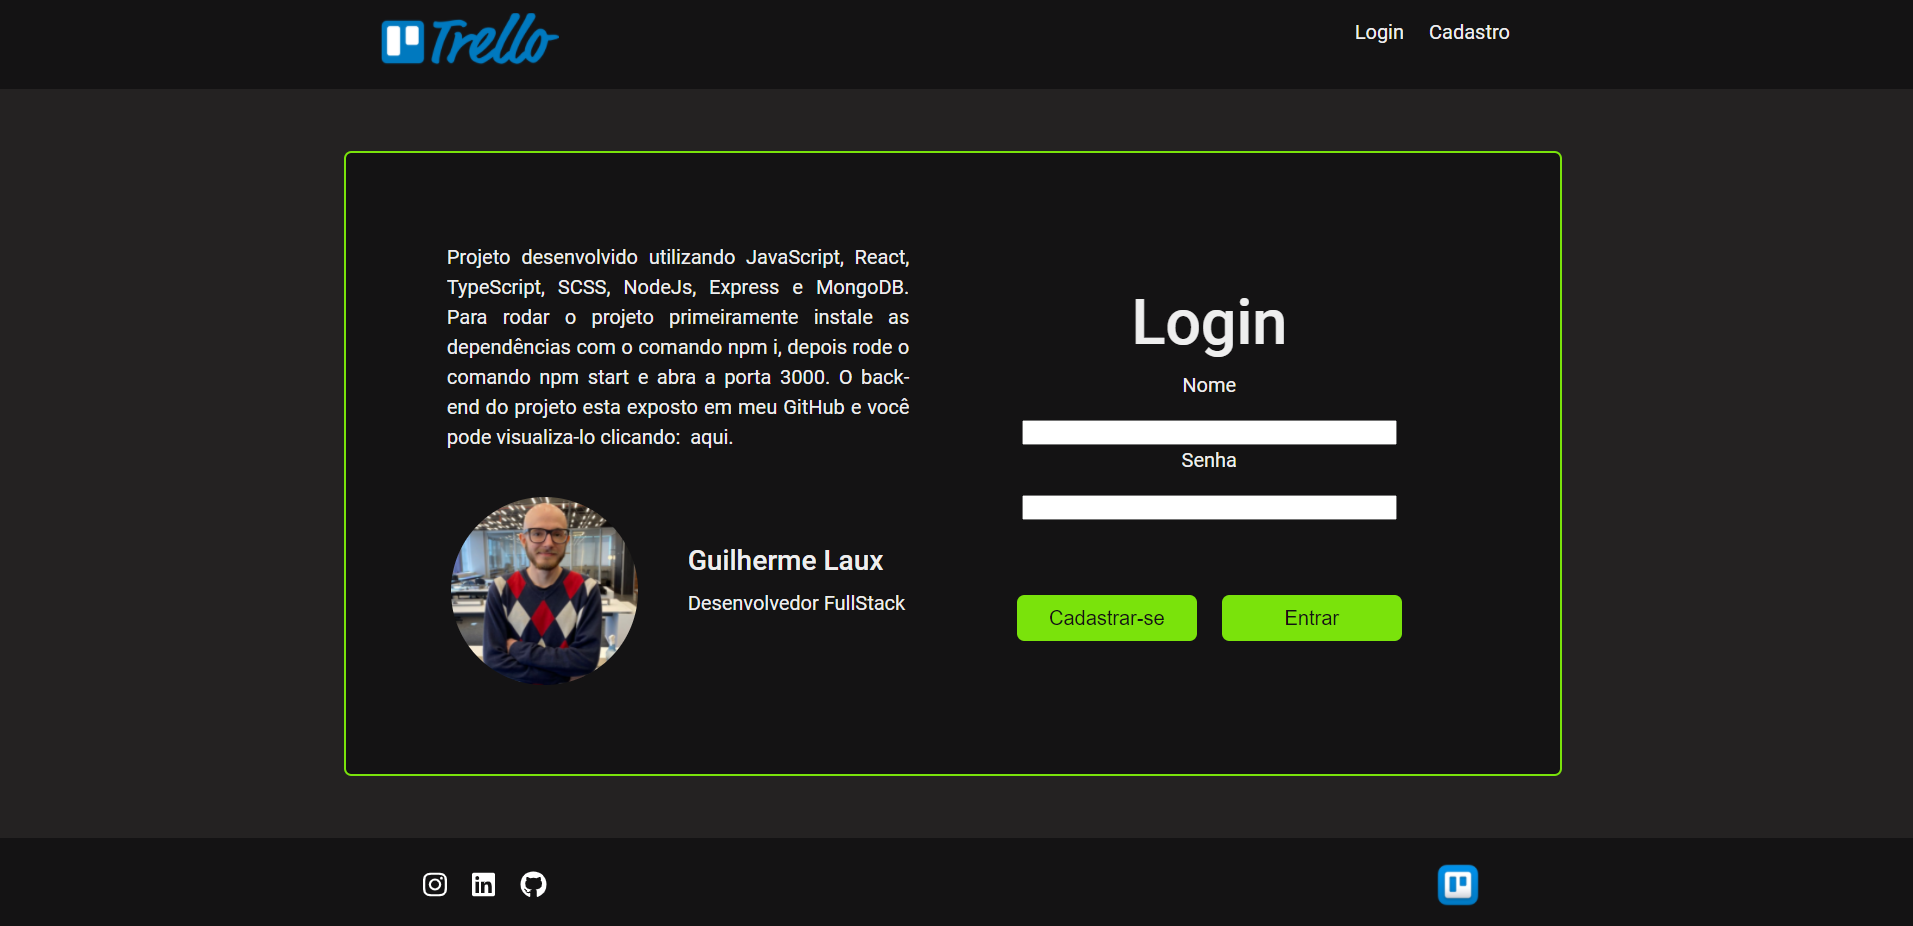 Trello
Login
Cadastro
Projeto desenvolvido utilizando JavaScript, React,
TypeScript, SCSS, NodeJs, Express e MongoDB.
Para rodar o projeto primeiramente instale as
dependências com o comando npm i, depois rode o
comando npm start e abra a porta 3000. O back-
end do projeto esta exposto em meu GitHub e você
pode visualiza-lo clicando: aqui.
Guilherme Laux
Desenvolvedor FullStack
Login
Nome
Senha
Cadastrar-se
Entrar